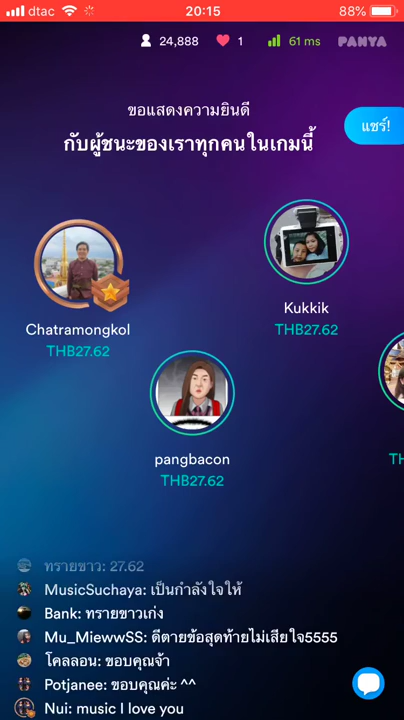 dtac 20:15 88%
24,888 1 61 ms PANYA
ขอแสดงความยินดี
กับผู้ชนะของเราทุกคนในเกมนี้
แชร์!
Chatramongkol
THB27.62
Kukkik
THB27.62
pangbacon
THB27.62
ทรายขาว: 27.62
MusicSuchaya: เป็นกำลังใจให้
Bank: ทรายขาวเก่ง
Mu_MiewwSS: ดีตายข้อสุดท้ายไม่เสียใจ5555
โคลลอน: ขอบคุณจ้า
Potjanee: ขอบคุณค่ะ ^^
Nui: music I love you